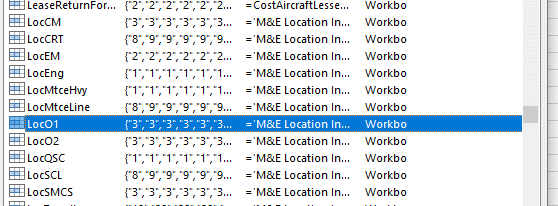 LeaseReturnFor... {"2","2","2","2","2","2... =CostAircraftLesse...
LocCM {"3","3","3","3","3","3... ='M&E Location In... Workbo
LocCRT {"8","9","9","9","9","9... ='M&E Location In... Workbo
LocEM {"2","2","2","2","2","2... ='M&E Location In... Workbo
LocEng {"1","1","1","1","1","1... ='M&E Location In... Workbo
LocMtceHvy {"1","1","1","1","1","1... ='M&E Location In... Workbo
LocMtceLine {"8","9","9","9","9","9... ='M&E Location In... Workbo
LocO1 {"3","3","3","3","3","3... ='M&E Location In... Workbo
LocO2 {"3","3","3","3","3","3... ='M&E Location In... Workbo
LocQSC {"1","1","1","1","1","1... ='M&E Location In... Workbo
LocSCL {"8","9","9","9","9","9... ='M&E Location In... Workbo
LocSMCS {"3","3","3","3","3","3... ='M&E Location In... Workbo